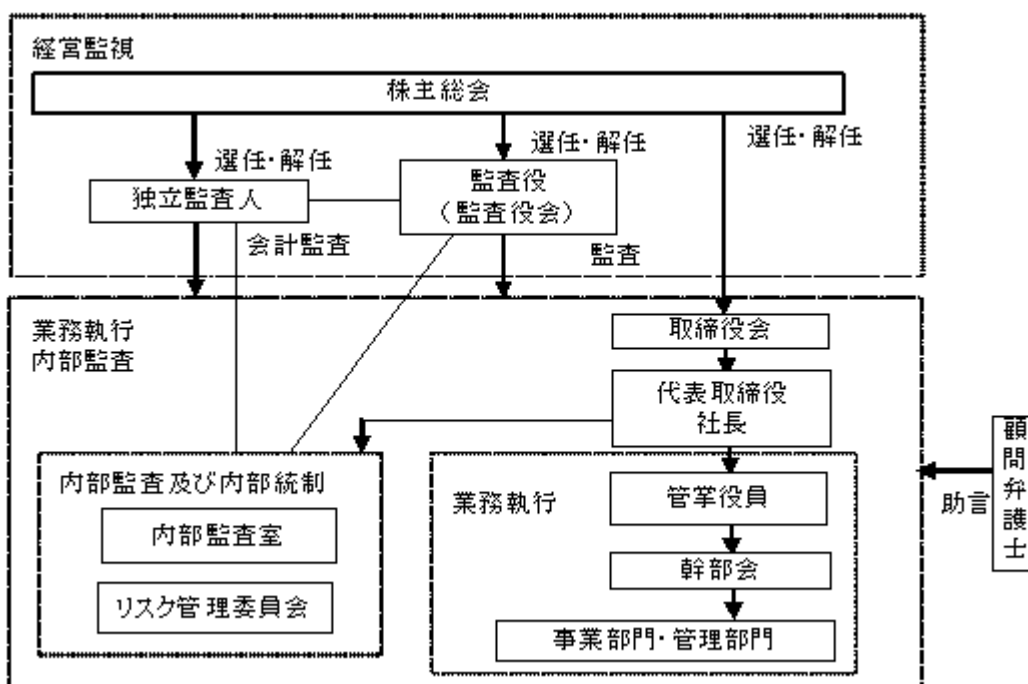 経営監視
株主総会
選任・解任
選任・解任
選任・解任
独立監査人
監査役
（監査役会）
会計監査
監査
業務執行
内部監査
取締役会
代表取締役
社長
内部監査及び内部統制
内部監査室
リスク管理委員会
業務執行
管掌役員
幹部会
事業部門・管理部門
助言
顧問弁護士